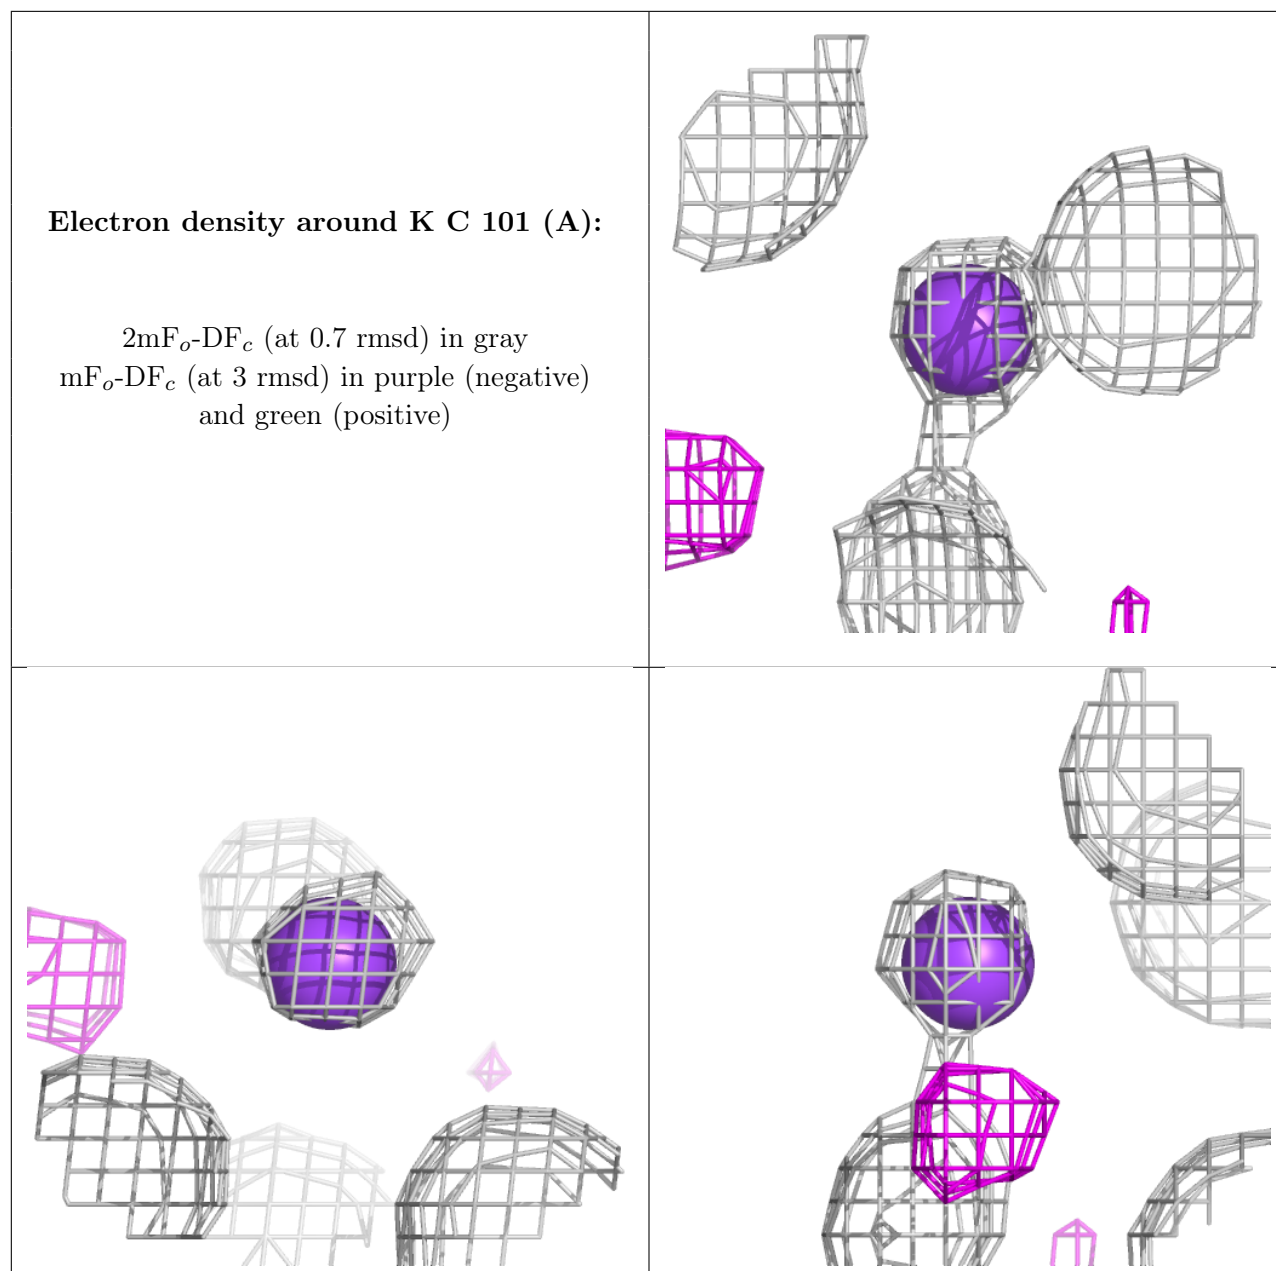 Electron density around K C 101 (A):
2mFₒ-DF𝑐 (at 0.7 rmsd) in gray
mFₒ-DF𝑐 (at 3 rmsd) in purple (negative)
and green (positive)